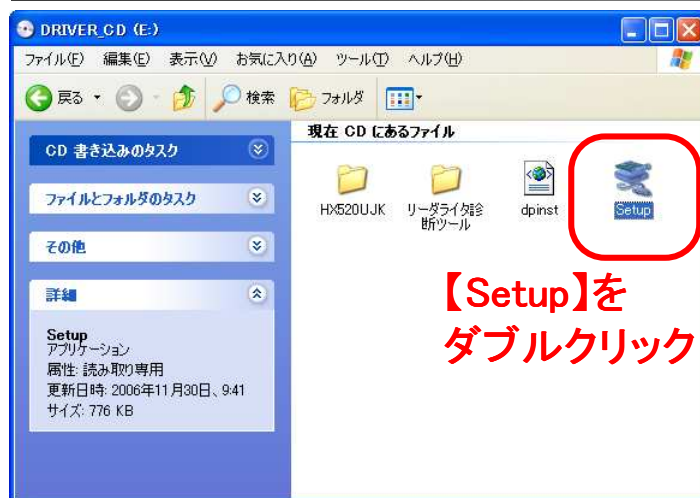 DRIVER_CD (E:)
ファイル(F) 編集(E) 表示(V) お気に入り(A) ツール(T) ヘルプ(H)
戻る 検索 フォルダ
CD 書き込みのタスク
ファイルとフォルダのタスク
その他
詳細
Setup
アプリケーション
属性: 読み取り専用
更新日時: 2006年11月30日、9:41
サイズ: 776 KB
現在 CD にあるファイル
HX520UJK
リーダライタ診
断ツール
dpinst
Setup
【Setup】を
ダブルクリック